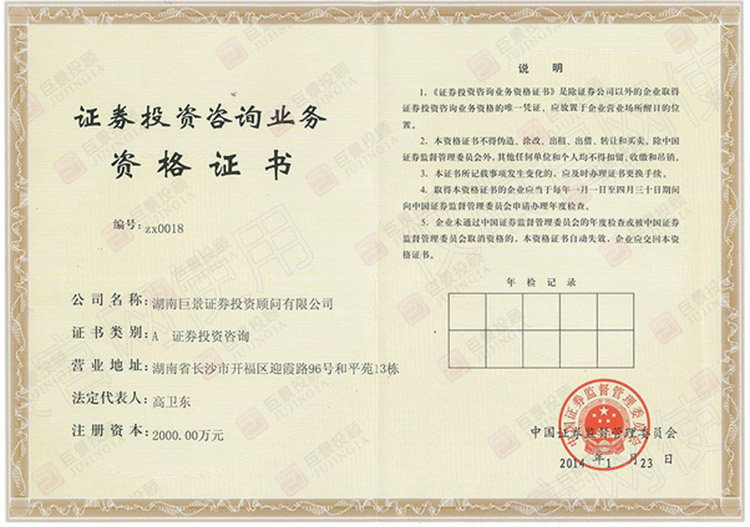 证券投资咨询业务
资格证书
编号: zx0018
公司名称: 湖南巨景证券投资顾问有限公司
证书类别: A 证券投资咨询
营业地址: 湖南省长沙市开福区迎霞路96号和平苑13栋
法定代表人: 高卫东
注册资本: 2000.00万元
说 明
1. 《证券投资咨询业务资格证书》是除证券公司以外的企业取得
证券投资咨询业务资格的唯一凭证，应放置于企业营业场所醒目的位
置。
2. 本资格证书不得伪造、涂改、出租、出借、转让和买卖。除中国
证券监督管理委员会外，其他任何单位和个人均不得扣留、收缴和吊销。
3. 本证书所记载事项发生变化的，应及时办理证书更换手续。
4. 取得本资格证书的企业应当于每年一月一日至四月三十日期间
向中国证券监督管理委员会申请办理年度检查。
5. 企业未通过中国证券监督管理委员会的年度检查或被中国证券
监督管理委员会取消资格的，本资格证书自动失效，企业应交回本资
格证书。
年检记录
中国证券监督管理委员会
中国证券监督管理委员会
2014 年 1 月 23 日
巨景投顾
JUJINGTA